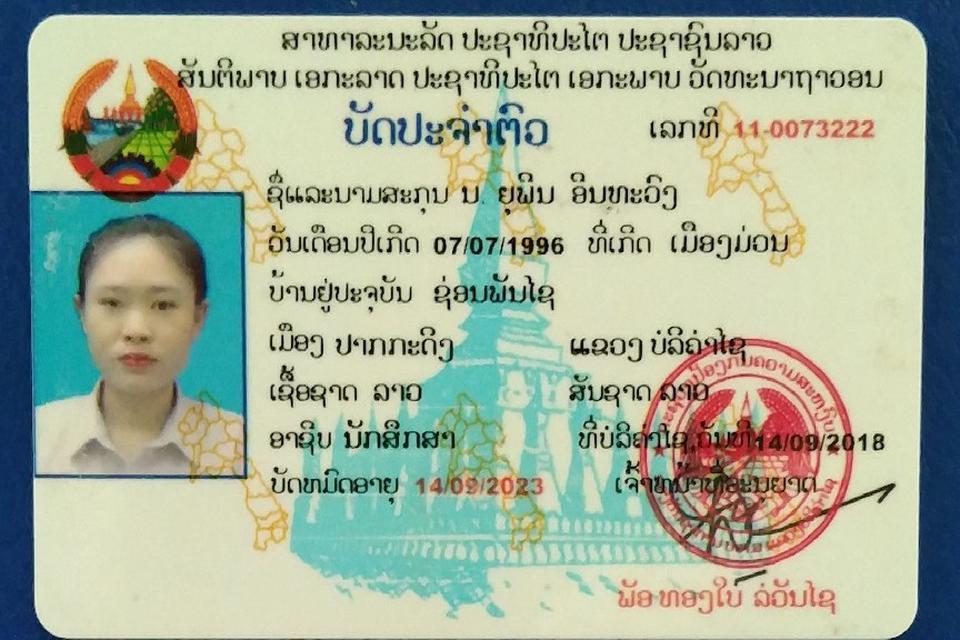 ສາທາລະນະລັດ ປະຊາທິປະໄຕ ປະຊາຊົນລາວ
ສັນຕິພາບ ເອກະລາດ ປະຊາທິປະໄຕ ເອກະພາບ ວັດທະນາຖາວອນ
ບັດປະຈຳຕົວ
ເລກທີ 11-0073222
ຊື່ແລະນາມສະກຸນ ນ. ຍຸພິນ ອິນທະວົງ
ວັນເດືອນປີເກີດ 07/07/1996 ທີ່ເກີດ ເມືອງມ່ວນ
ບ້ານຢູ່ປະຈຸບັນ ຊ່ອນພັນໄຊ
ເມືອງ ປາກກະດິງ ແຂວງ ບໍລິຄຳໄຊ
ເຊື້ອຊາດ ລາວ ສັນຊາດ ລາວ
ອາຊີບ ນັກສຶກສາ ທີ່ບໍລິຄຳໄຊ,ວັນທີ 14/09/2018
ບັດຫມົດອາຍຸ 14/09/2023 ເຈົ້າຫນ້າທີ່ອະນຸຍາດ
ພັອ ທອງໃບ ລ່ວັນໄຊ